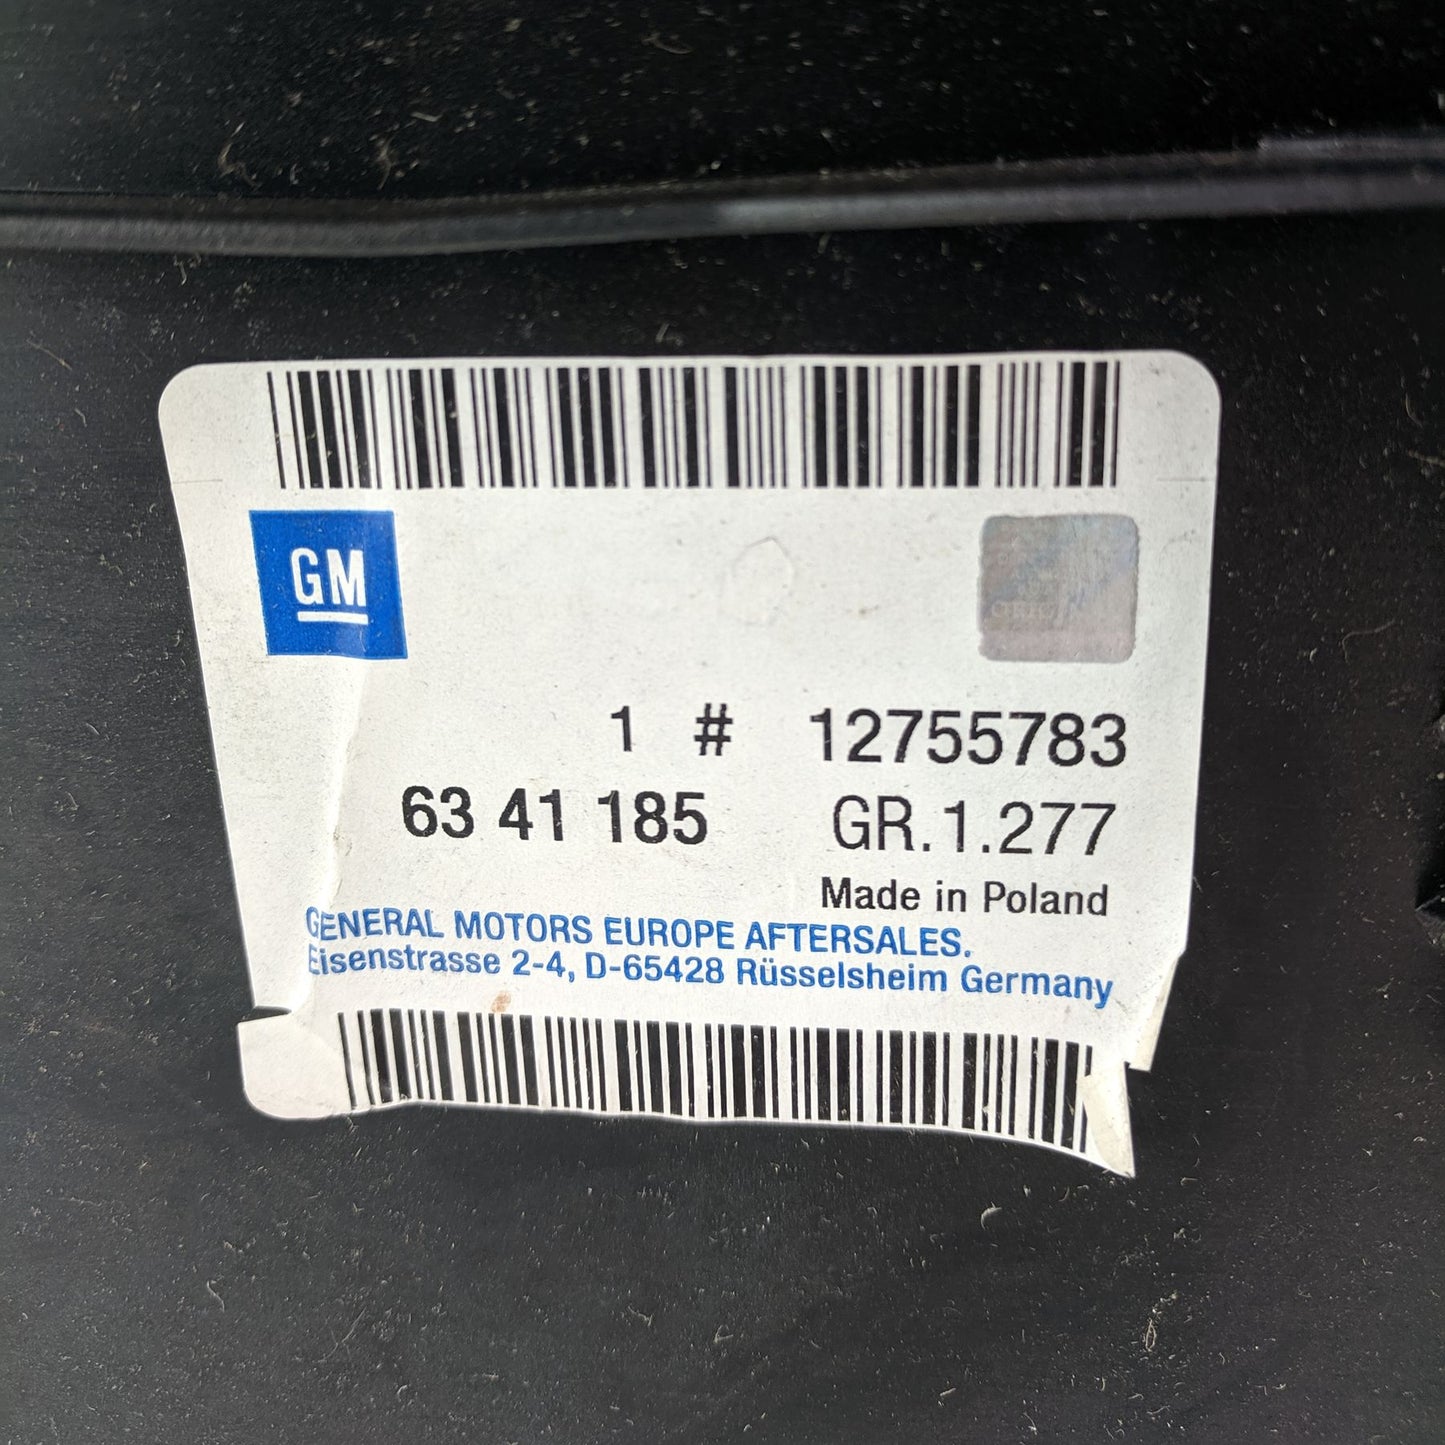 GM
1 # 12755783
63 41 185 GR.1.277
Made in Poland
GENERAL MOTORS EUROPE AFTERSALES.
Eisenstrasse 2-4, D-65428 Rüsselsheim Germany